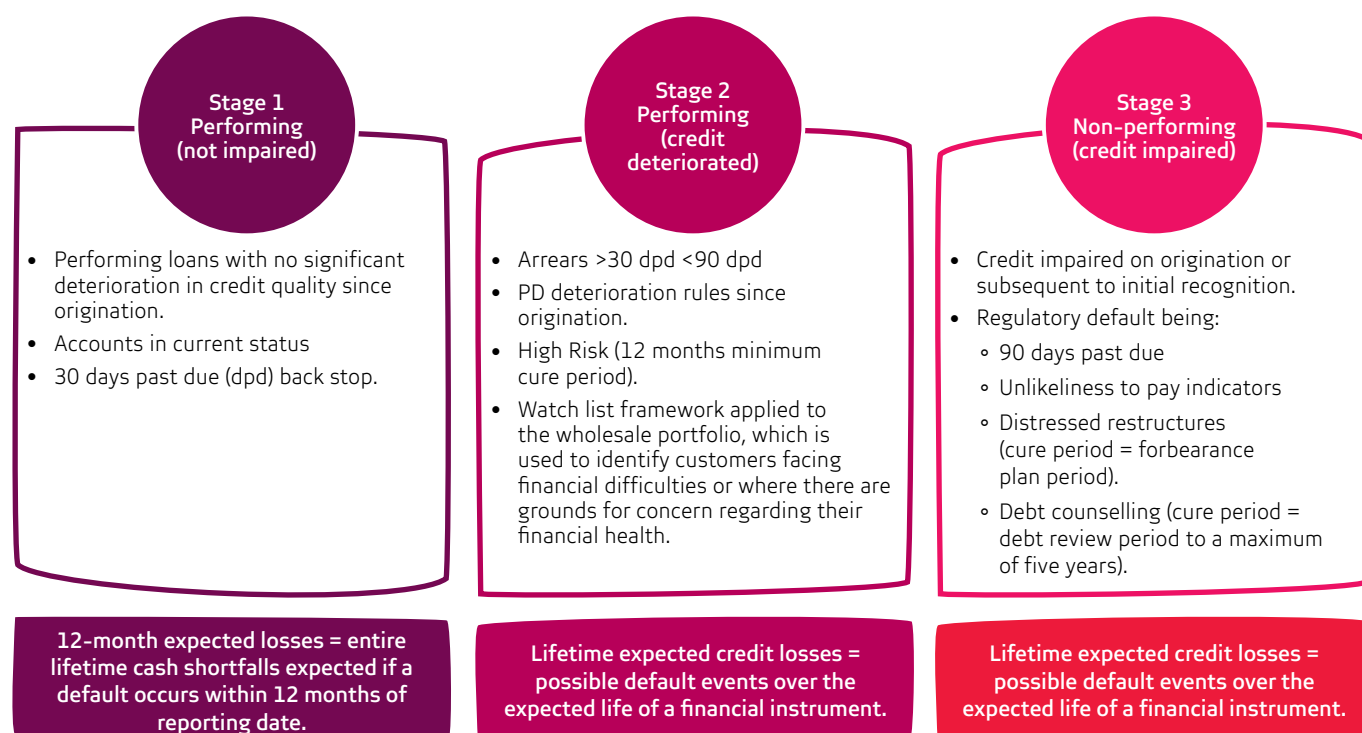 Stage 1
Performing
(not impaired)
• Performing loans with no significant
deterioration in credit quality since
origination.
• Accounts in current status
• 30 days past due (dpd) back stop.
12-month expected losses = entire
lifetime cash shortfalls expected if a
default occurs within 12 months of
reporting date.
Stage 2
Performing
(credit
deteriorated)
• Arrears >30 dpd <90 dpd
• PD deterioration rules since
origination.
• High Risk (12 months minimum
cure period).
• Watch list framework applied to
the wholesale portfolio, which is
used to identify customers facing
financial difficulties or where there are
grounds for concern regarding their
financial health.
Lifetime expected credit losses =
possible default events over the
expected life of a financial instrument.
Stage 3
Non-performing
(credit impaired)
• Credit impaired on origination or
subsequent to initial recognition.
• Regulatory default being:
◦ 90 days past due
◦ Unlikeliness to pay indicators
◦ Distressed restructures
(cure period = forbearance
plan period).
◦ Debt counselling (cure period =
debt review period to a maximum
of five years).
Lifetime expected credit losses =
possible default events over the
expected life of a financial instrument.